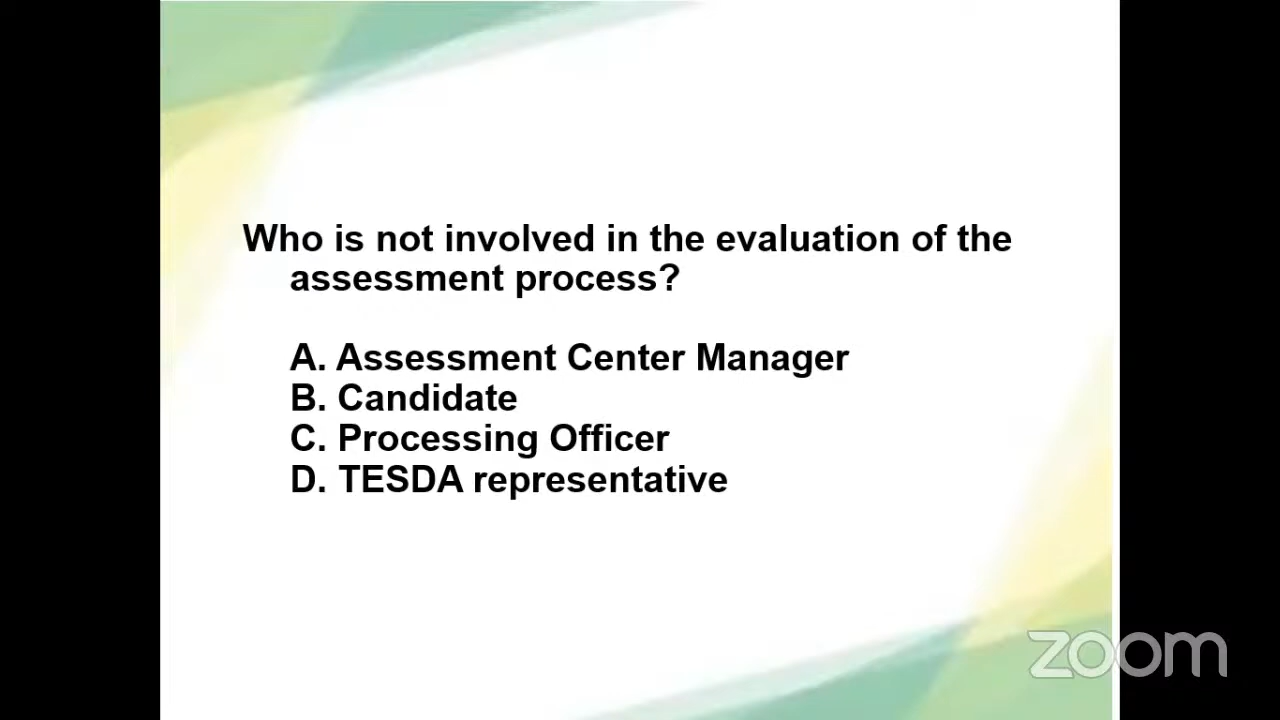 Who is not involved in the evaluation of the
assessment process?
A. Assessment Center Manager
B. Candidate
C. Processing Officer
D. TESDA representative
zoom